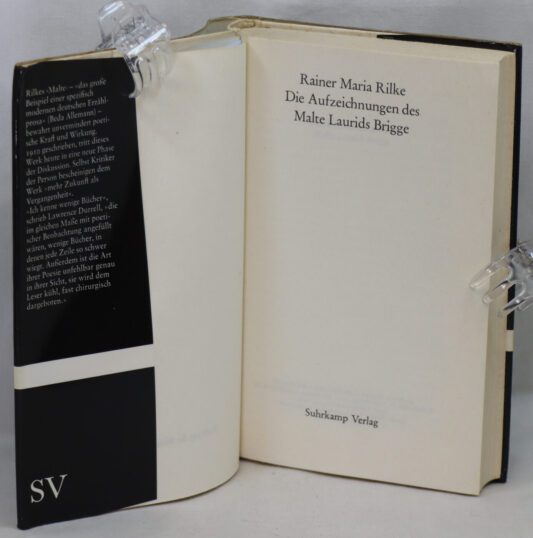 Rilkes ›Malte‹ – »das große
Beispiel einer spezifisch
modernen deutschen Erzähl-
prosa« (Beda Allemann) –
bewahrt unvermindert poeti-
sche Kraft und Wirkung.
1910 geschrieben, tritt dieses
Werk heute in eine neue Phase
der Diskussion. Selbst Kritiker
der Person bescheinigen dem
Werk »mehr Zukunft als
Vergangenheit«.
»Ich kenne wenige Bücher«,
schrieb Lawrence Durrell, »die
im gleichen Maße mit poeti-
scher Beobachtung angefüllt
wären, wenige Bücher, in
denen jede Zeile so schwer
wiegt. Außerdem ist die Art
ihrer Poesie unfehlbar genau
in ihrer Sicht, sie wird dem
Leser kühl, fast chirurgisch
dargeboten.«
SV
Rainer Maria Rilke
Die Aufzeichnungen des
Malte Laurids Brigge
Suhrkamp Verlag